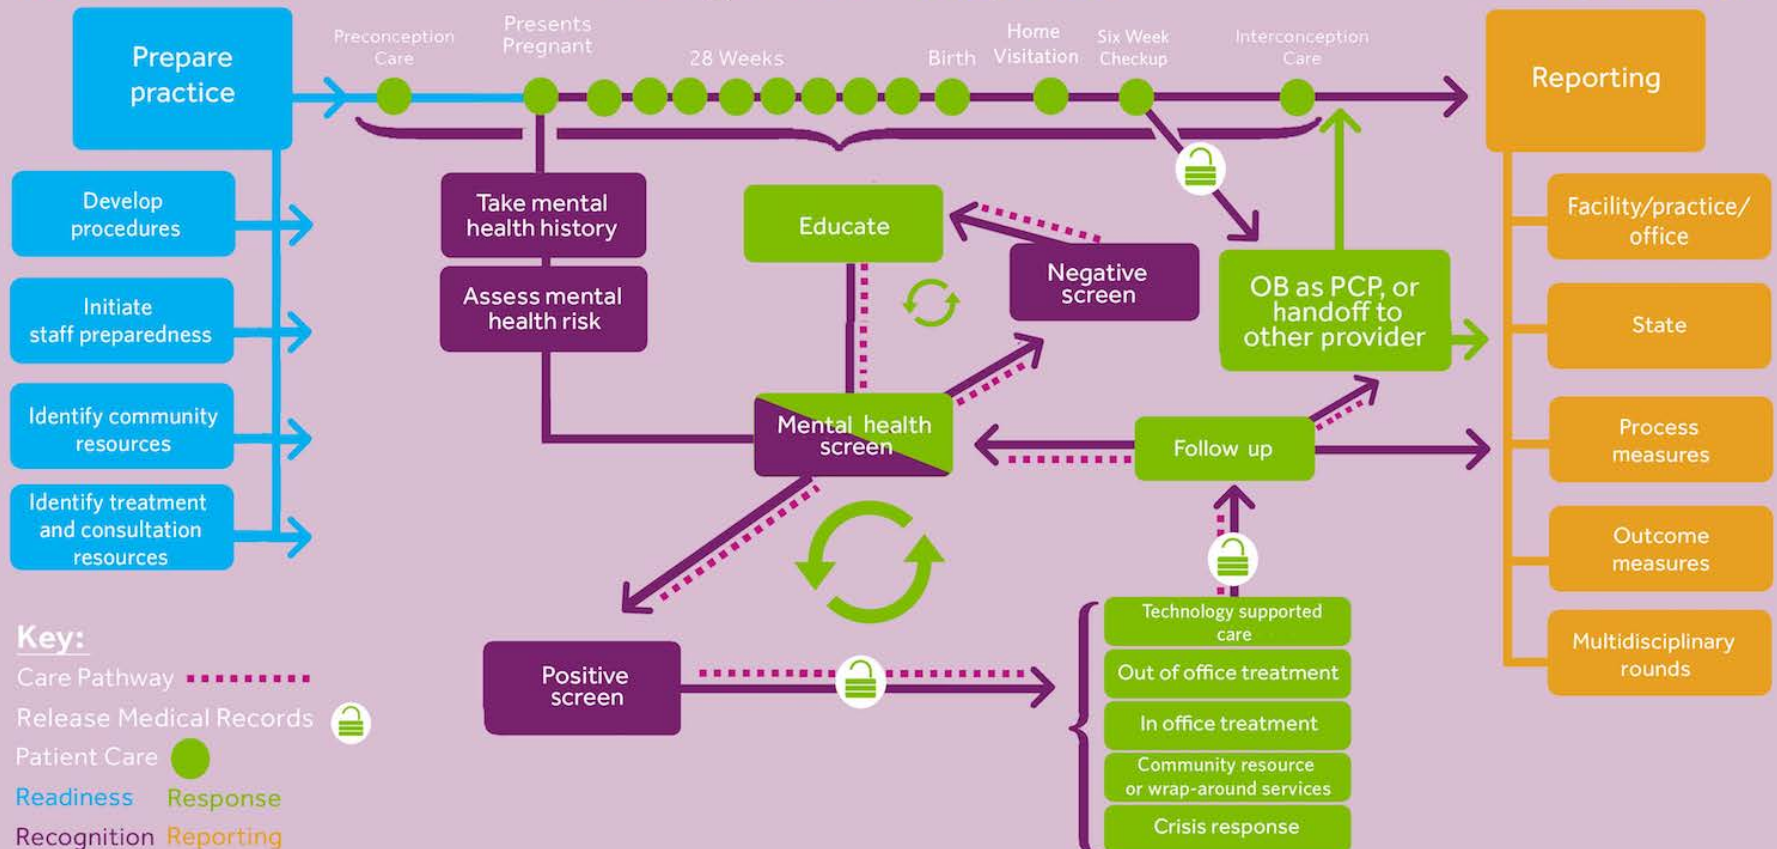 Prepare
practice
Preconception
Care
Presents
Pregnant
28 Weeks
Birth
Home
Visitation
Six Week
Checkup
Interconception
Care
Reporting
Develop
procedures
Initiate
staff preparedness
Identify community
resources
Identify treatment
and consultation
resources
Take mental
health history
Assess mental
health risk
Educate
Negative
screen
Mental health
screen
OB as PCP, or
handoff to
other provider
Follow up
Positive
screen
Technology supported
care
Out of office treatment
In office treatment
Community resource
or wrap-around services
Crisis response
Facility/practice/
office
State
Process
measures
Outcome
measures
Multidisciplinary
rounds
Key:
Care Pathway
Release Medical Records
Patient Care
Readiness Response
Recognition Reporting